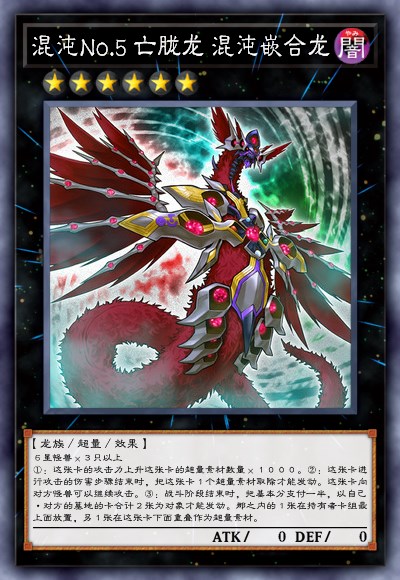 混沌No.5 亡胧龙 混沌嵌合龙
闇
やみ
【龙族/超量/效果】
6星怪兽×3只以上
①：这张卡的攻击力上升这张卡的超量素材数量×1000。②：这张卡进
行攻击的伤害步骤结束时，把这张卡1个超量素材取除才能发动。这张卡向
对方怪兽可以继续攻击。③：战斗阶段结束时，把基本分支付一半，以自己
·对方的墓地的卡合计2张为对象才能发动。那之内的1张在持有者卡组最
上面放置，另1张在这张卡下面重叠作为超量素材。
ATK/ 0 DEF/ 0